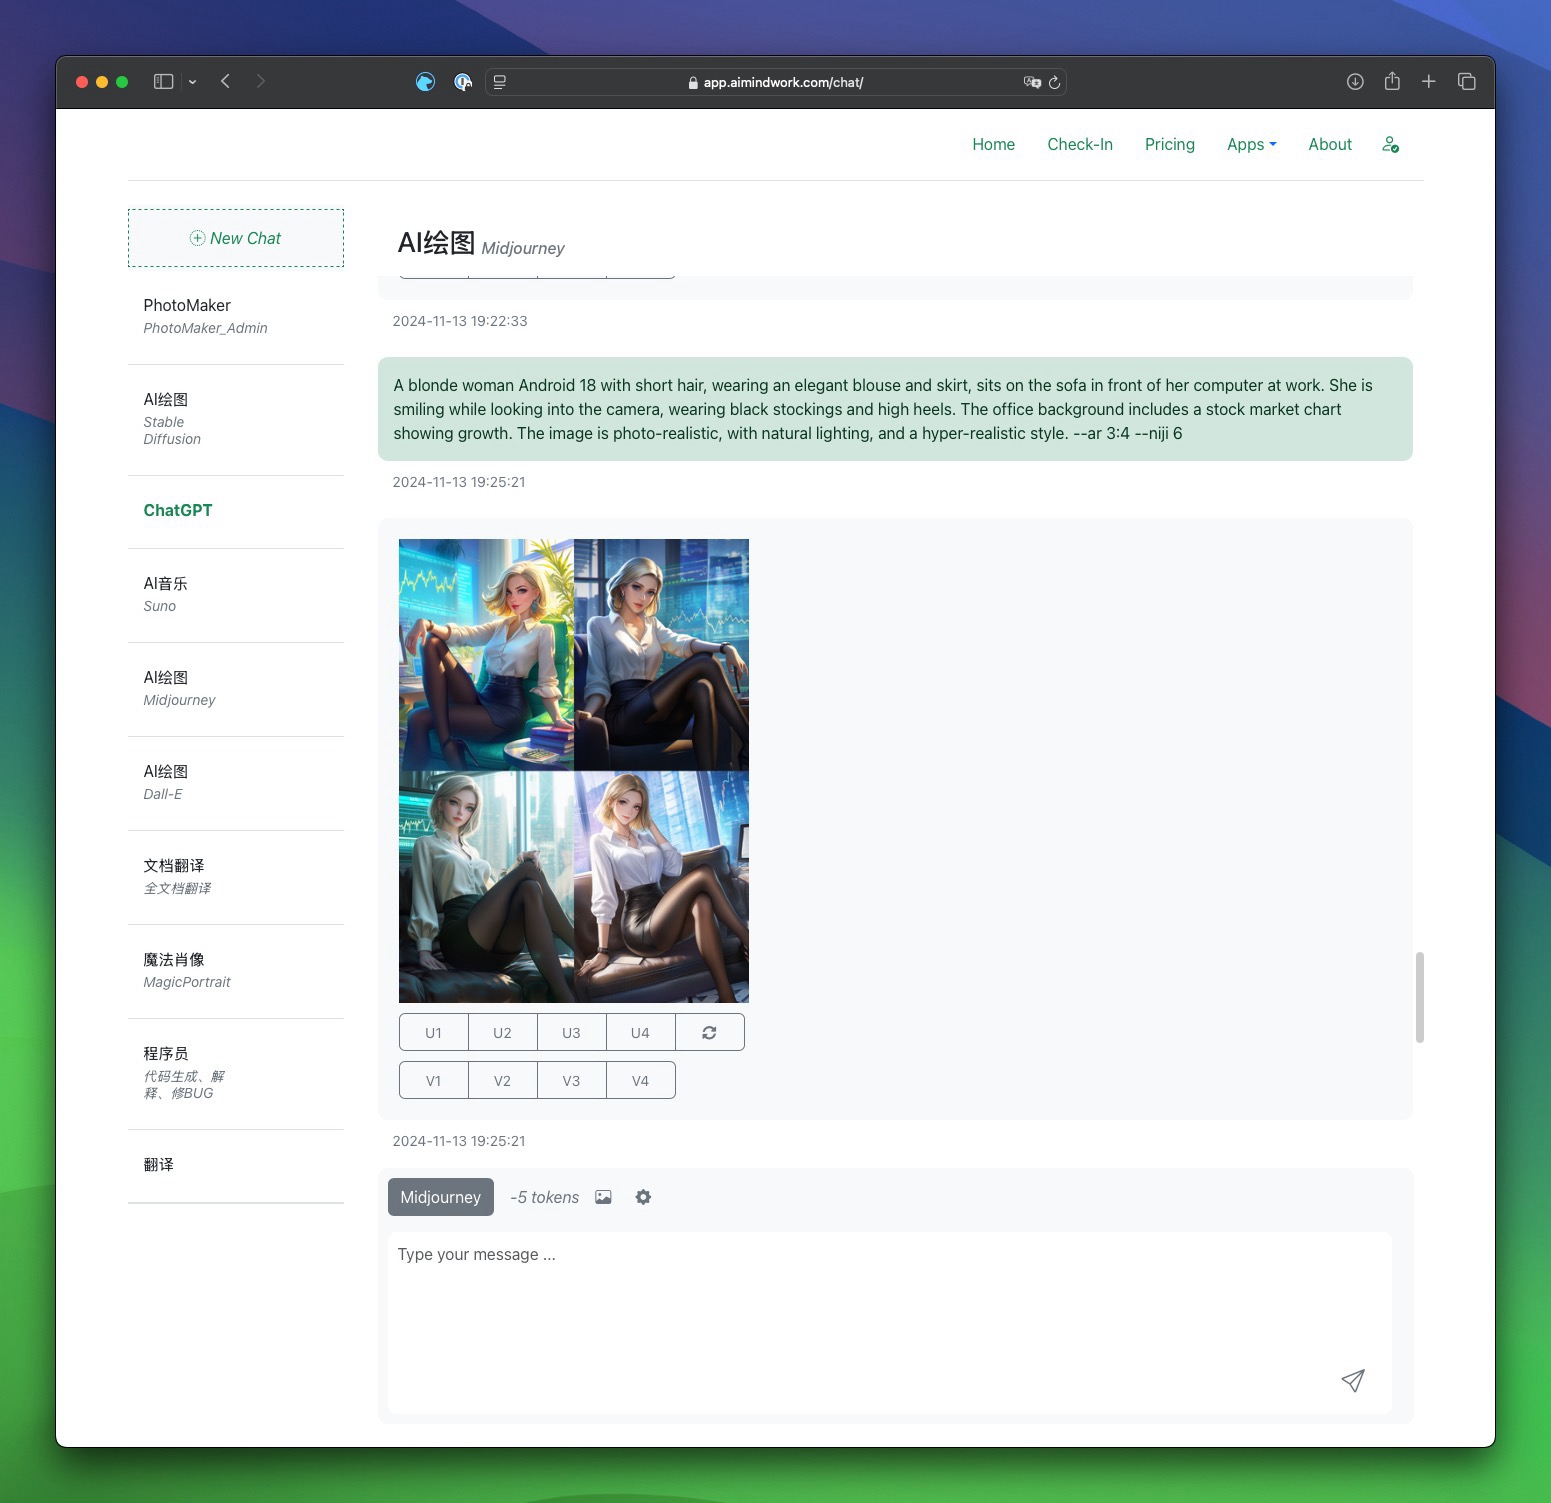 app.aimindwork.com/chat/
Home Check-In Pricing Apps About
New Chat
PhotoMaker
PhotoMaker_Admin
AI绘图
Stable
Diffusion
ChatGPT
AI音乐
Suno
AI绘图
Midjourney
AI绘图
Dall-E
文档翻译
全文档翻译
魔法肖像
MagicPortrait
程序员
代码生成、解
释、修BUG
翻译
AI绘图 Midjourney
2024-11-13 19:22:33
A blonde woman Android 18 with short hair, wearing an elegant blouse and skirt, sits on the sofa in front of her computer at work. She is
smiling while looking into the camera, wearing black stockings and high heels. The office background includes a stock market chart
showing growth. The image is photo-realistic, with natural lighting, and a hyper-realistic style. --ar 3:4 --niji 6
2024-11-13 19:25:21
U1 U2 U3 U4
V1 V2 V3 V4
2024-11-13 19:25:21
Midjourney -5 tokens
Type your message ...